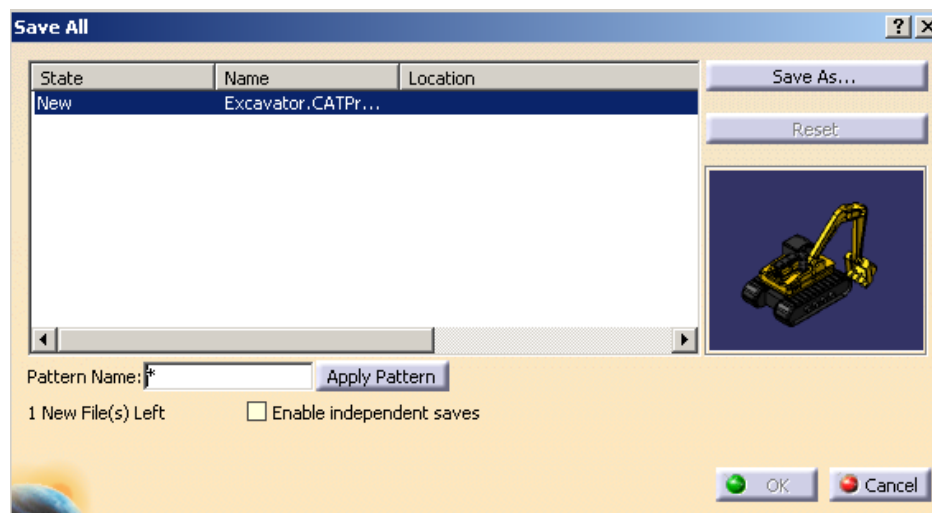 Save All
State Name Location
New Excavator.CATPr...
Save As...
Reset
Pattern Name: * Apply Pattern
1 New File(s) Left Enable independent saves
OK Cancel